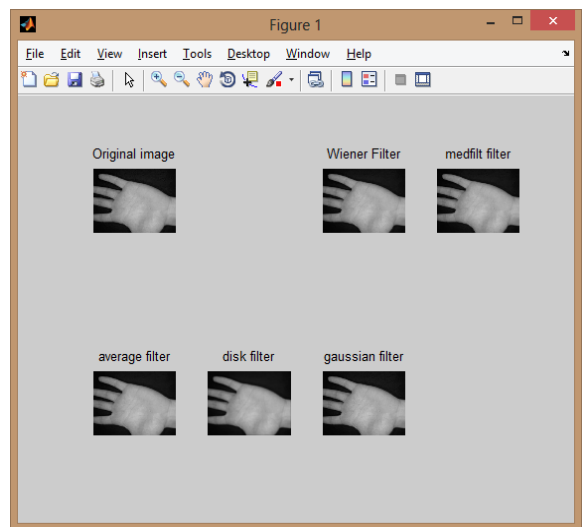 Figure 1
File Edit View Insert Tools Desktop Window Help
Original image Wiener Filter medfilt filter
average filter disk filter gaussian filter